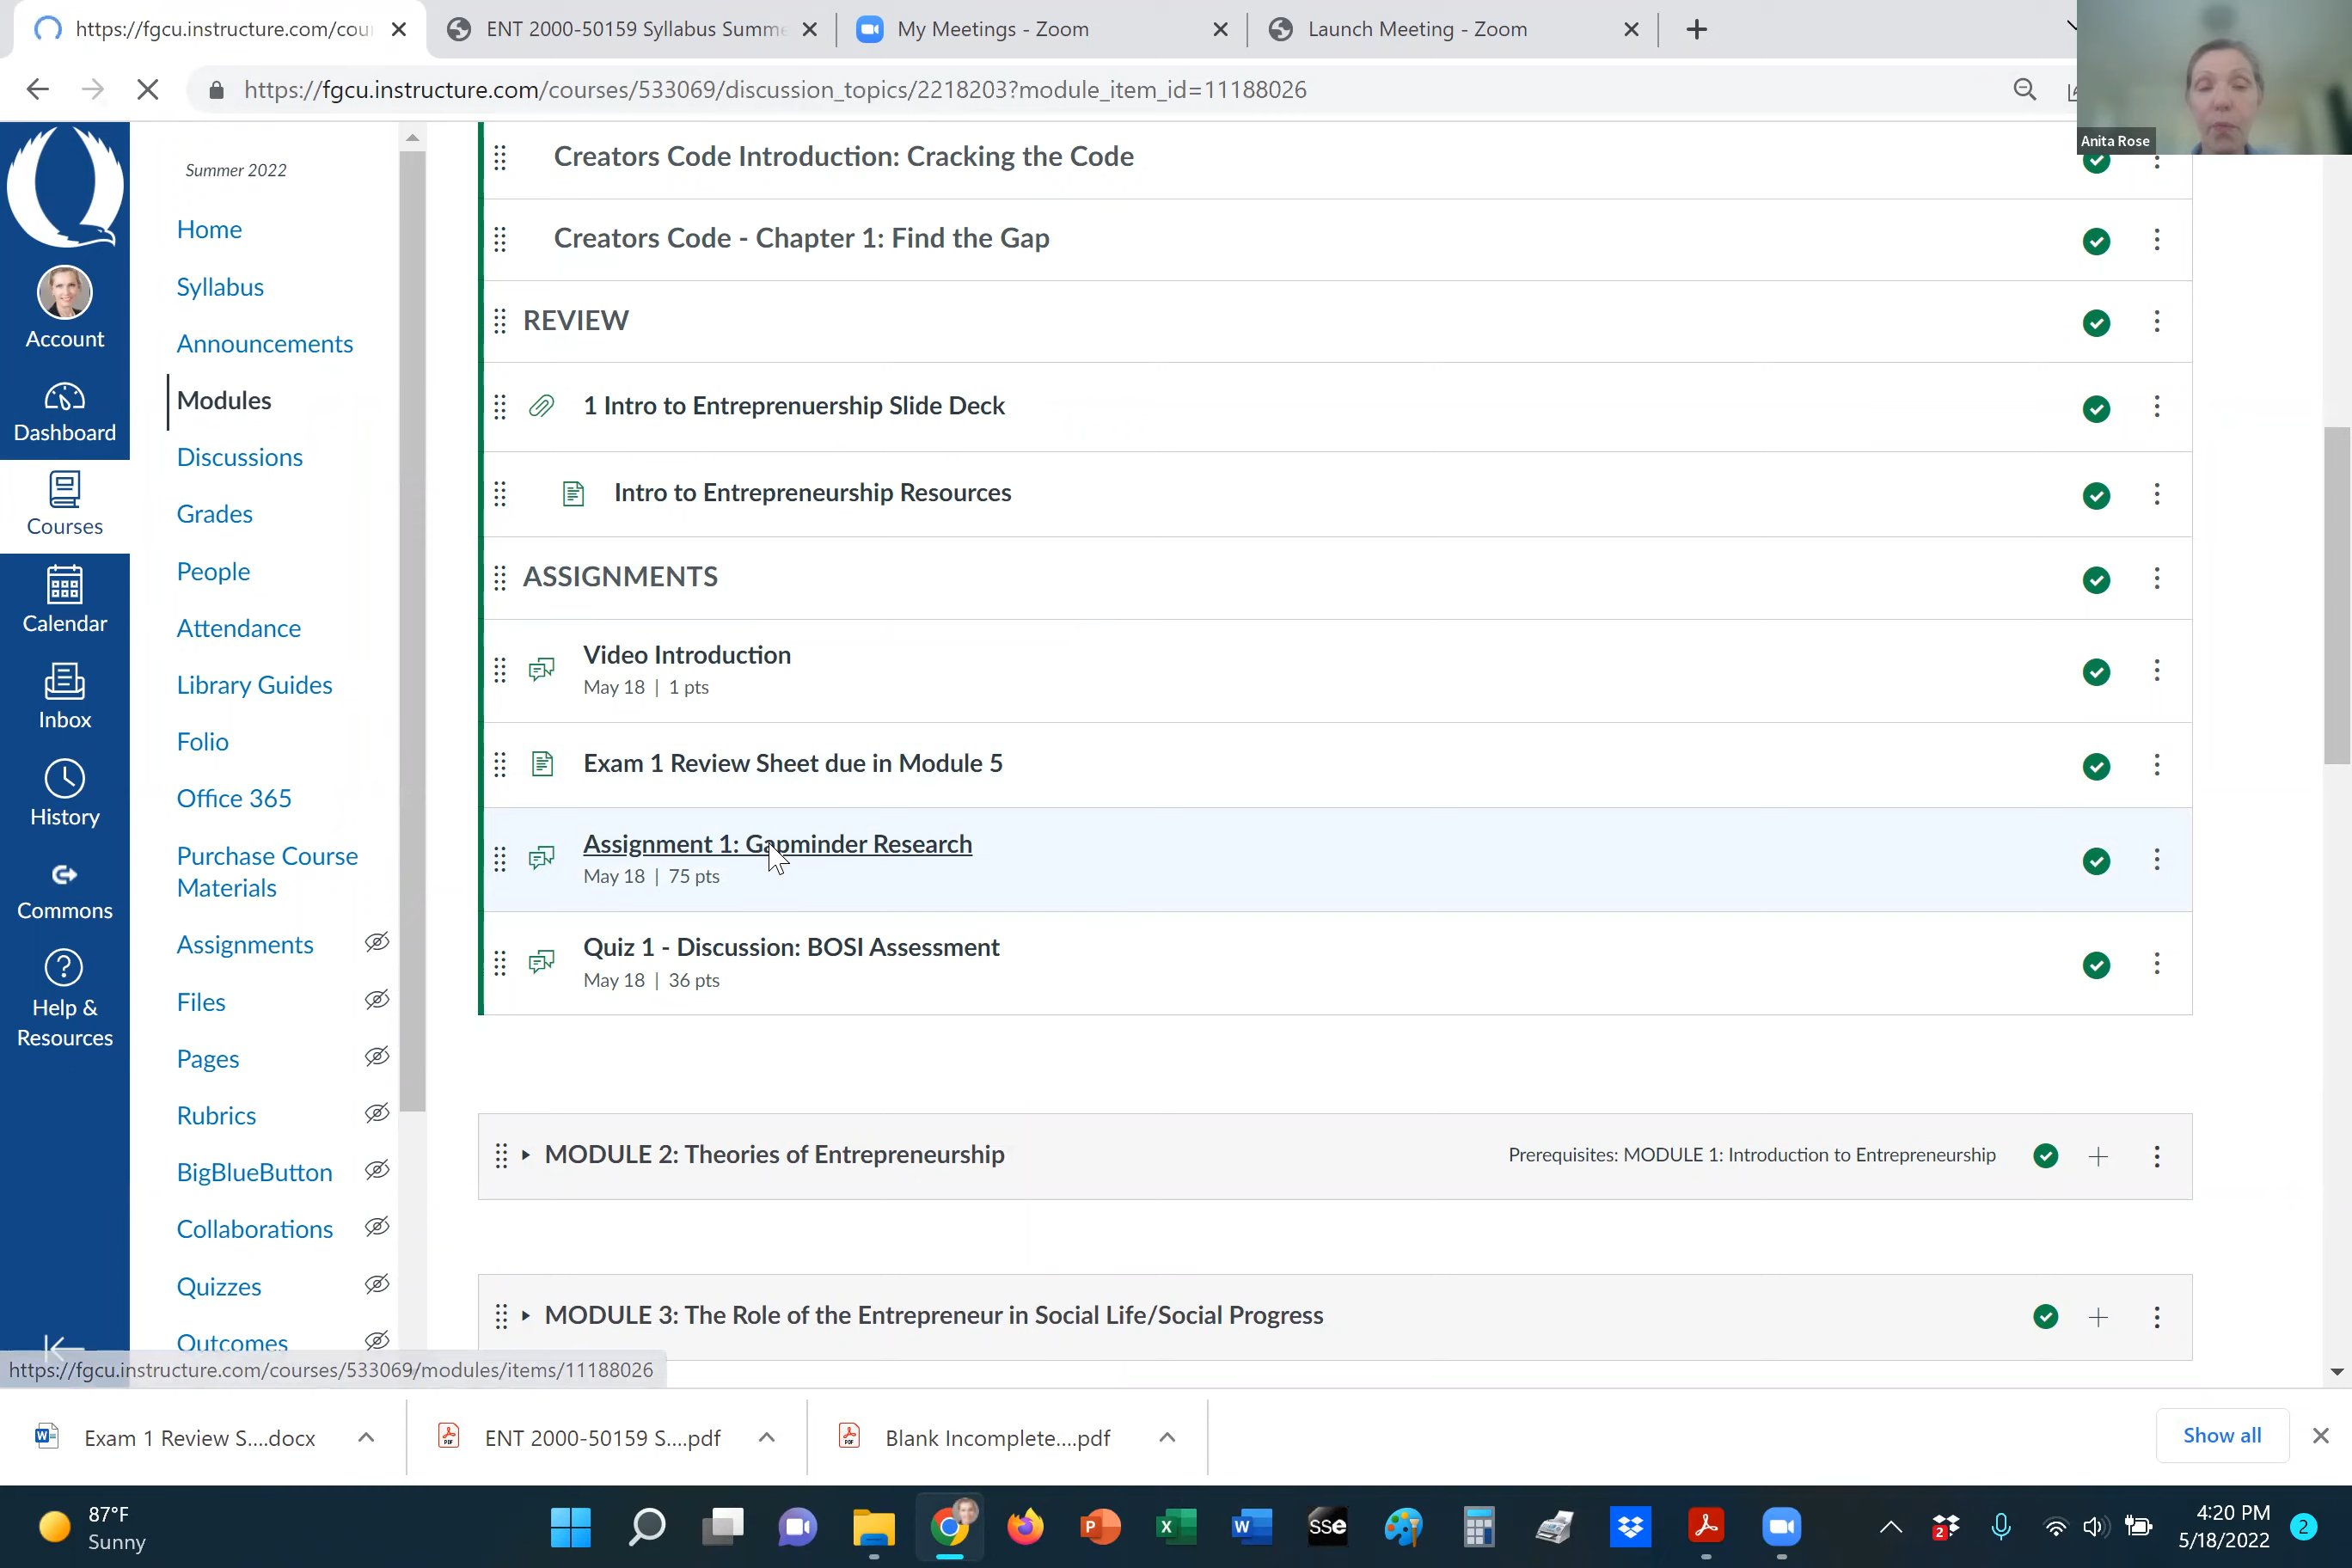 https://fgcu.instructure.com/cour
ENT 2000-50159 Syllabus Summe
My Meetings - Zoom
Launch Meeting - Zoom
https://fgcu.instructure.com/courses/533069/discussion_topics/2218203?module_item_id=11188026
Anita Rose
Account
Dashboard
Courses
Calendar
Inbox
History
Commons
Help &
Resources
Summer 2022
Home
Syllabus
Announcements
Modules
Discussions
Grades
People
Attendance
Library Guides
Folio
Office 365
Purchase Course
Materials
Assignments
Files
Pages
Rubrics
BigBlueButton
Collaborations
Quizzes
Outcomes
Creators Code Introduction: Cracking the Code
Creators Code - Chapter 1: Find the Gap
REVIEW
1 Intro to Entreprenuership Slide Deck
Intro to Entrepreneurship Resources
ASSIGNMENTS
Video Introduction
May 18 | 1 pts
Exam 1 Review Sheet due in Module 5
Assignment 1: Gapminder Research
May 18 | 75 pts
Quiz 1 - Discussion: BOSI Assessment
May 18 | 36 pts
MODULE 2: Theories of Entrepreneurship
Prerequisites: MODULE 1: Introduction to Entrepreneurship
MODULE 3: The Role of the Entrepreneur in Social Life/Social Progress
https://fgcu.instructure.com/courses/533069/modules/items/11188026
Exam 1 Review S....docx
ENT 2000-50159 S....pdf
Blank Incomplete....pdf
Show all
87°F
Sunny
sse
2
4:20 PM
5/18/2022
2